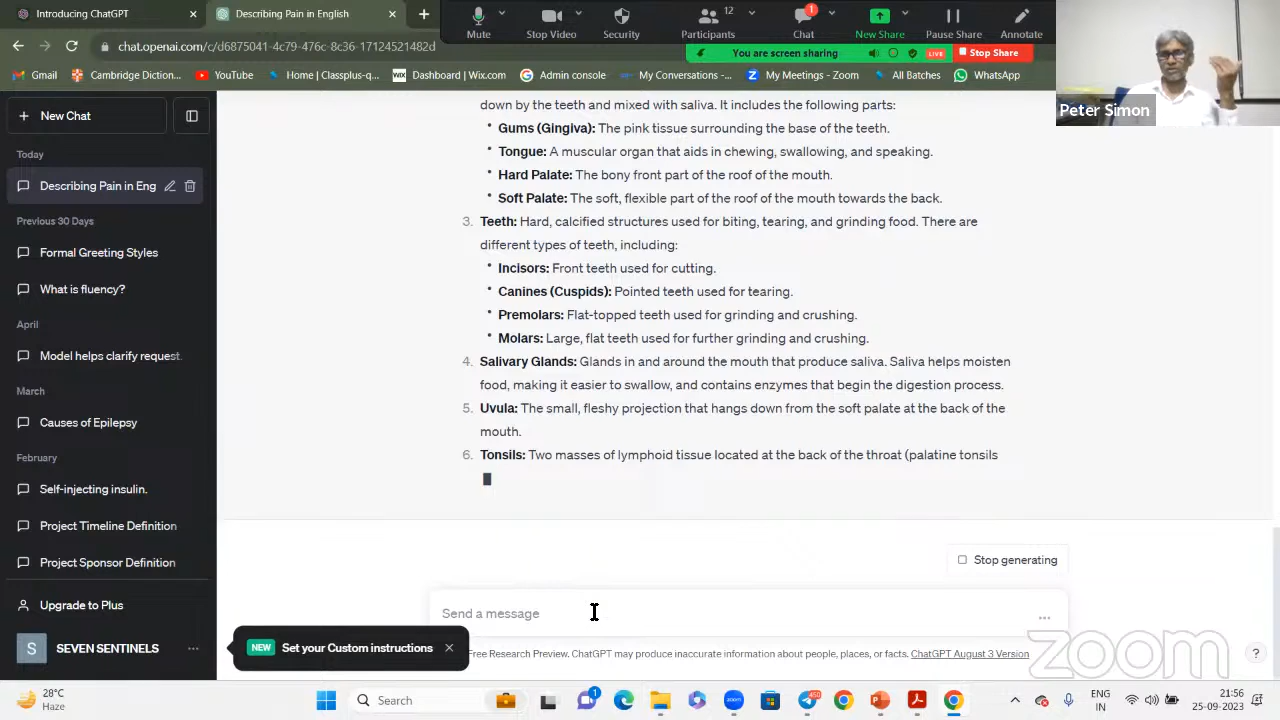 ChatGPT
Describing Pain in English
chat.openai.com/c/d6875041-4c79-476c-8c36-17124521482d
Mute
Stop Video
Security
12
Participants
1
Chat
New Share
Pause Share
Annotate
You are screen sharing
LIVE
Stop Share
Gmail
Cambridge DictION...
YouTube
Home | Classplus-q...
WIX
Dashboard | Wix.com
Admin console
My Conversations -...
My Meetings - Zoom
All Batches
WhatsApp
Peter Simon
New Chat
Today
Describing Pain in Eng
Previous 30 Days
Formal Greeting Styles
What is fluency?
April
Model helps clarify request.
March
Causes of Epilepsy
February
Self-injecting insulin.
Project Timeline Definition
Project Sponsor Definition
Upgrade to Plus
S
SEVEN SENTINELS
down by the teeth and mixed with saliva. It includes the following parts:
• Gums (Gingiva): The pink tissue surrounding the base of the teeth.
• Tongue: A muscular organ that aids in chewing, swallowing, and speaking.
• Hard Palate: The bony front part of the roof of the mouth.
• Soft Palate: The soft, flexible part of the roof of the mouth towards the back.
3. Teeth: Hard, calcified structures used for biting, tearing, and grinding food. There are
different types of teeth, including:
• Incisors: Front teeth used for cutting.
• Canines (Cuspids): Pointed teeth used for tearing.
• Premolars: Flat-topped teeth used for grinding and crushing.
• Molars: Large, flat teeth used for further grinding and crushing.
4. Salivary Glands: Glands in and around the mouth that produce saliva. Saliva helps moisten
food, making it easier to swallow, and contains enzymes that begin the digestion process.
5. Uvula: The small, fleshy projection that hangs down from the soft palate at the back of the
mouth.
6. Tonsils: Two masses of lymphoid tissue located at the back of the throat (palatine tonsils
Stop generating
Send a message
NEW Set your Custom instructions
Free Research Preview. ChatGPT may produce inaccurate information about people, places, or facts. ChatGPT August 3 Version
zoom
?
28°C
Haze
Search
1
zoom
450
ENG
IN
21:56
25-09-2023